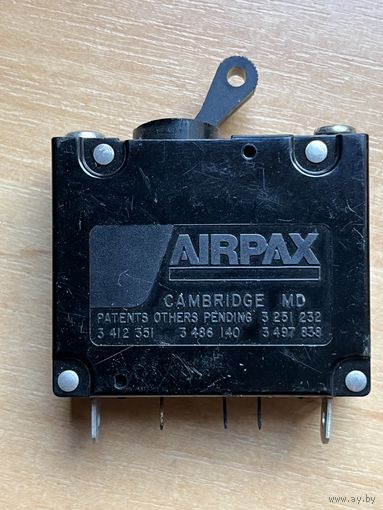 AIRPAX
CAMBRIDGE MD
PATENTS OTHERS PENDING 3 251 232
3 412 351 3 486 140 3 497 838
www.ay.by